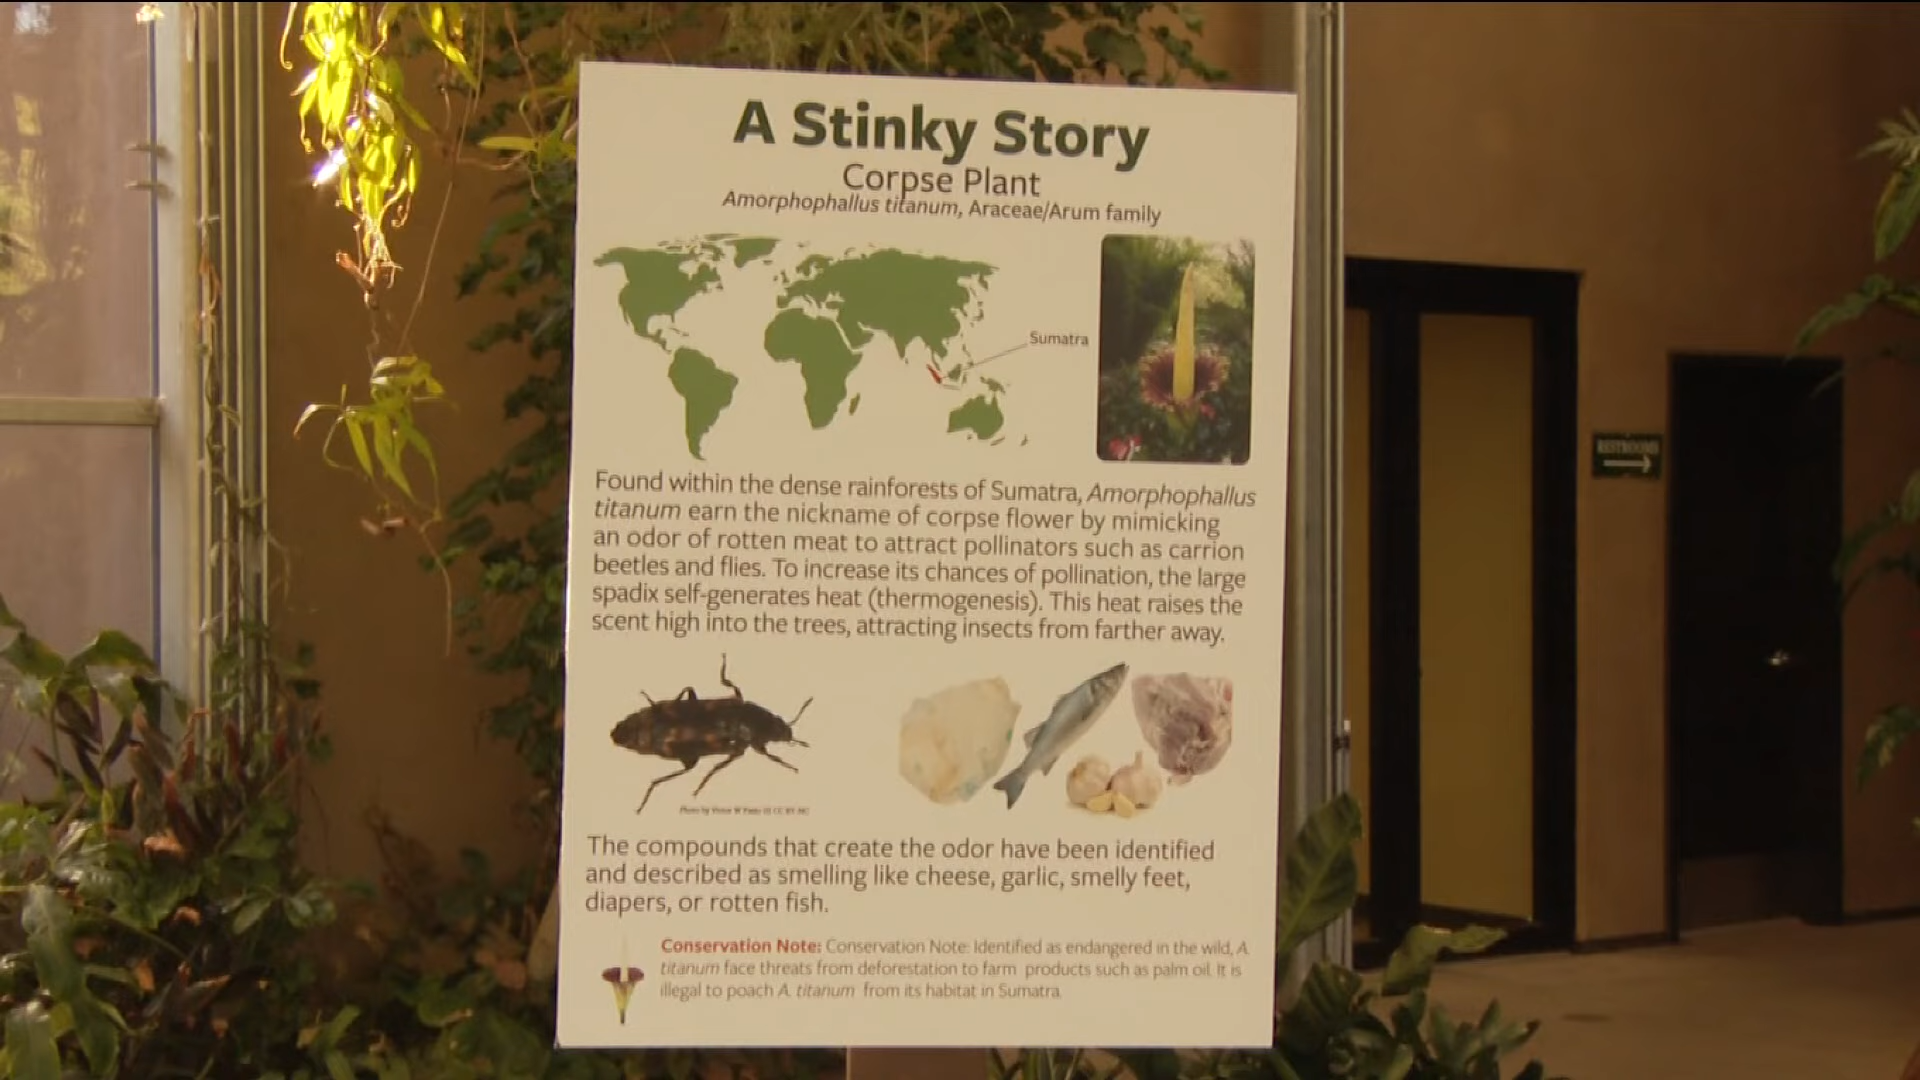 A Stinky Story
Corpse Plant
Amorphophallus titanum, Araceae/Arum family
Sumatra
Found within the dense rainforests of Sumatra, Amorphophallus
titanum earn the nickname of corpse flower by mimicking
an odor of rotten meat to attract pollinators such as carrion
beetles and flies. To increase its chances of pollination, the large
spadix self-generates heat (thermogenesis). This heat raises the
scent high into the trees, attracting insects from farther away.
Photo by W CC BY-NC
The compounds that create the odor have been identified
and described as smelling like cheese, garlic, smelly feet,
diapers, or rotten fish.
Conservation Note: Conservation Note: Identified as endangered in the wild, A.
titanum face threats from deforestation to farm products such as palm oil. It is
illegal to poach A. titanum from its habitat in Sumatra.
RESTROOMS